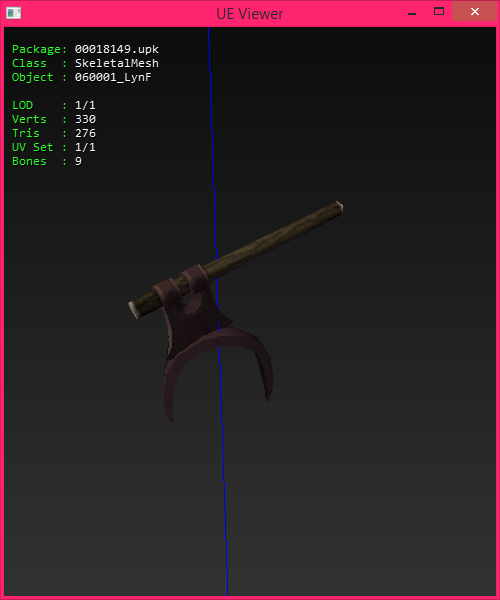 UE Viewer
Package: 00018149.upk
Class  : SkeletalMesh
Object : 060001_LynF
LOD    : 1/1
Verts  : 330
Tris   : 276
UV Set : 1/1
Bones  : 9